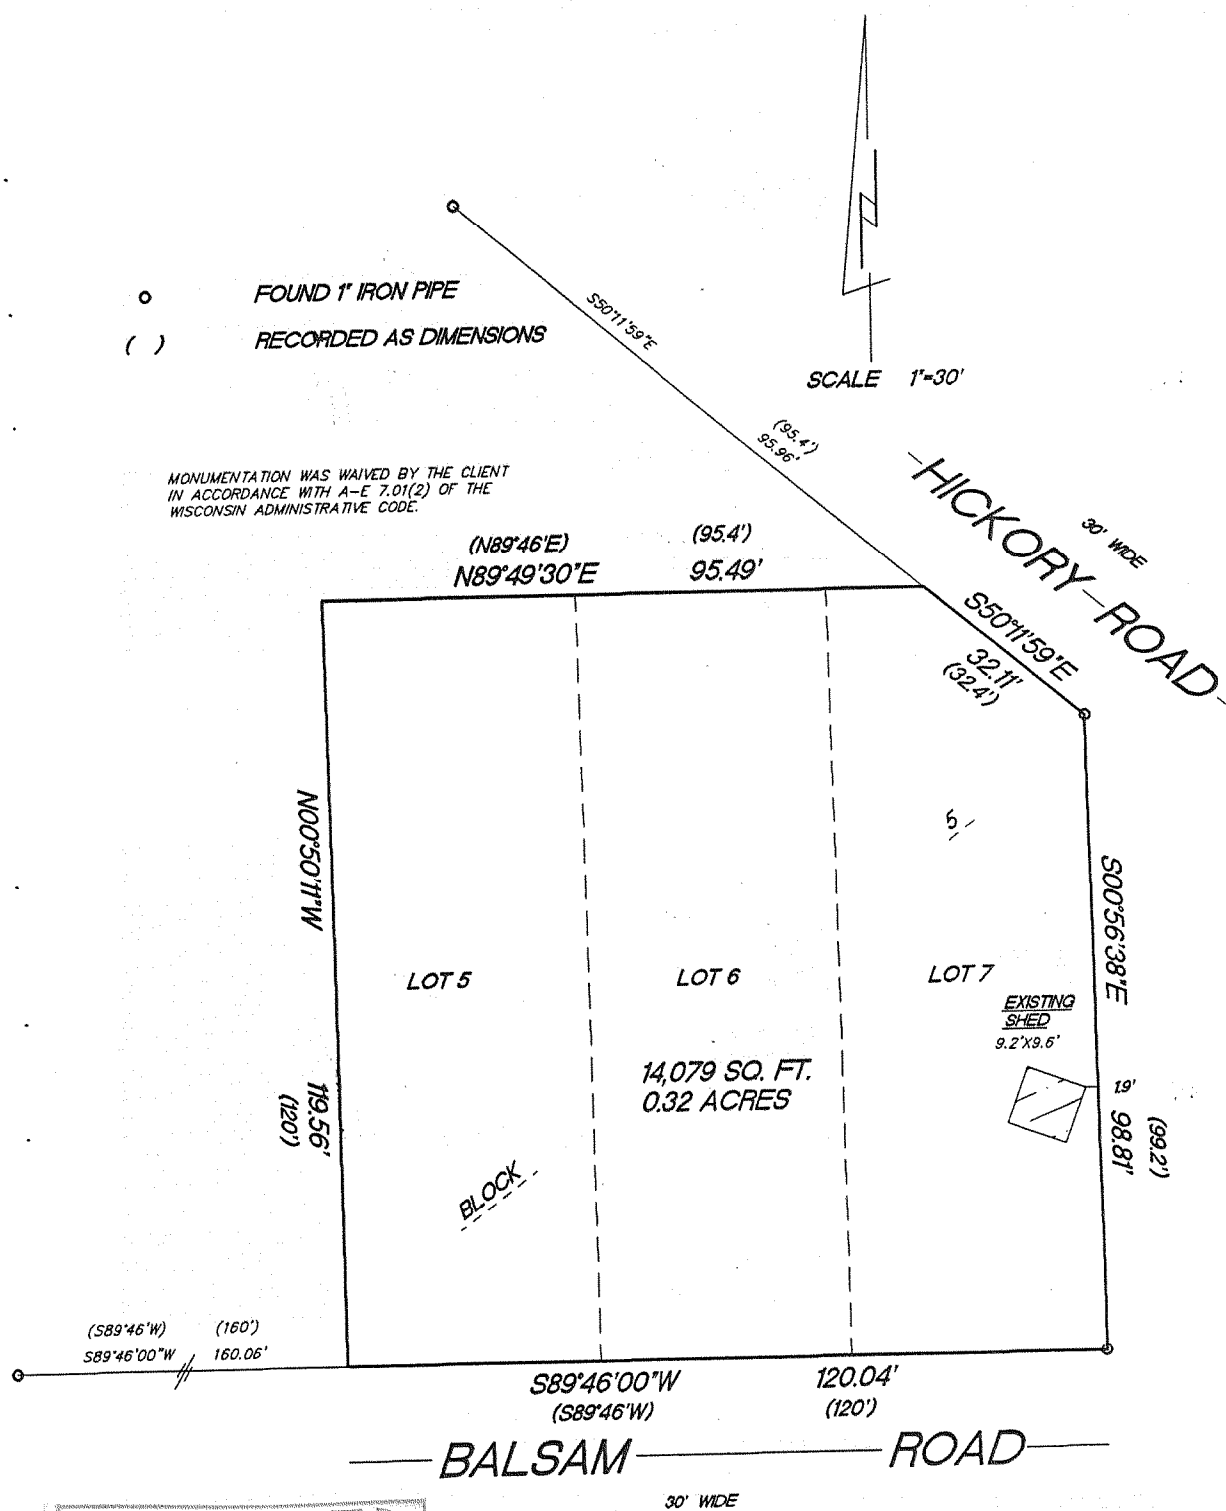 FOUND 1" IRON PIPE
( ) RECORDED AS DIMENSIONS
S50°11'59"E
SCALE 1"=30'
(95.4')
95.96'
HICKORY ROAD
30' WIDE
MONUMENTATION WAS WAIVED BY THE CLIENT
IN ACCORDANCE WITH A-E 7.01(2) OF THE
WISCONSIN ADMINISTRATIVE CODE.
(N89°46'E) (95.4')
N89°49'30"E 95.49'
S50°11'59"E
32.11'
(32.4')
N00°50'11"W
5
S00°56'38"E
LOT 5
LOT 6
LOT 7
EXISTING
SHED
9.2'X9.6'
14,079 SQ. FT.
0.32 ACRES
1.9'
98.81'
(99.2')
119.56'
(120')
BLOCK
(S89°46'W) (160')
S89°46'00"W 160.06'
S89°46'00"W 120.04'
(S89°46'W) (120')
BALSAM ROAD
30' WIDE